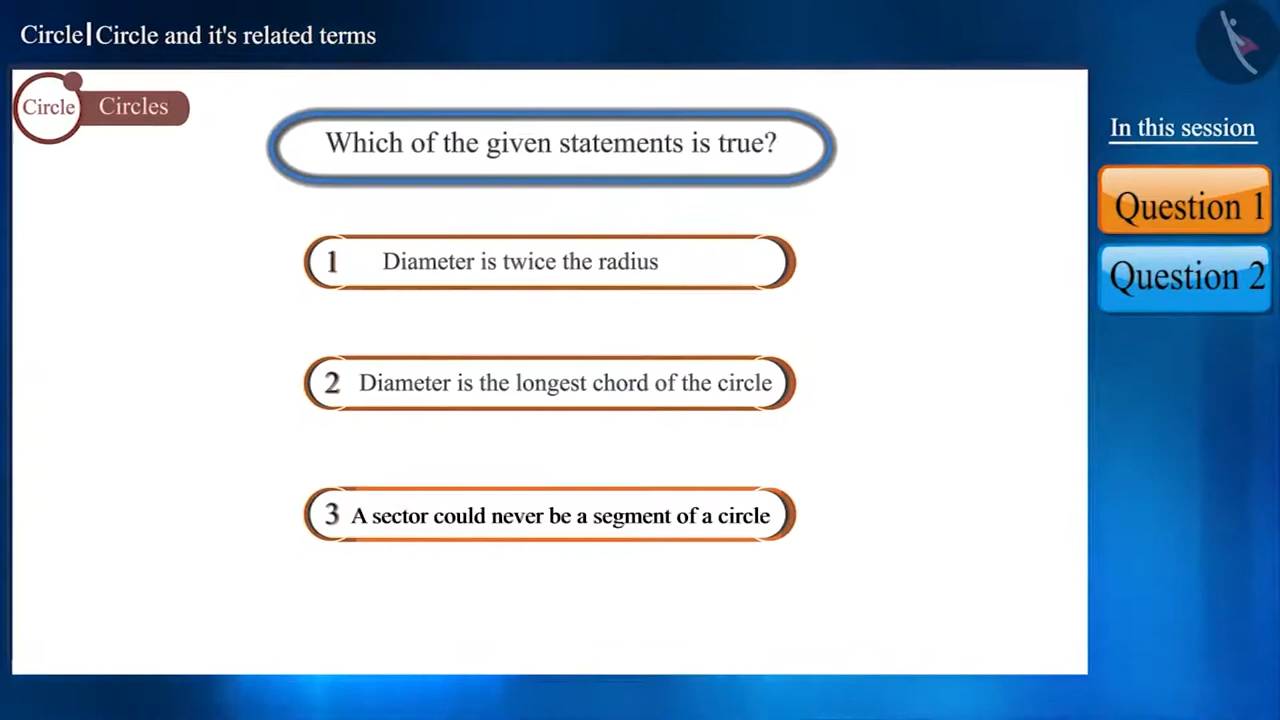 Circle|Circle and it's related terms
Circle Circles
Which of the given statements is true?
In this session
Question 1
Question 2
1 Diameter is twice the radius
2 Diameter is the longest chord of the circle
3 A sector could never be a segment of a circle